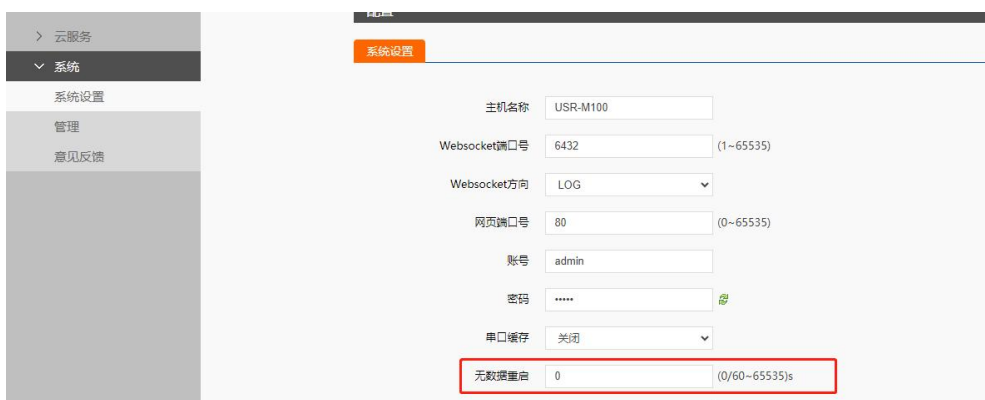 配置
云服务
系统设置
系统
系统设置
主机名称 USR-M100
管理
Websocket端口号 6432 (1~65535)
意见反馈
Websocket方向 LOG
网页端口号 80 (0~65535)
账号 admin
密码 •••••
串口缓存 关闭
无数据重启 0 (0/60~65535)s